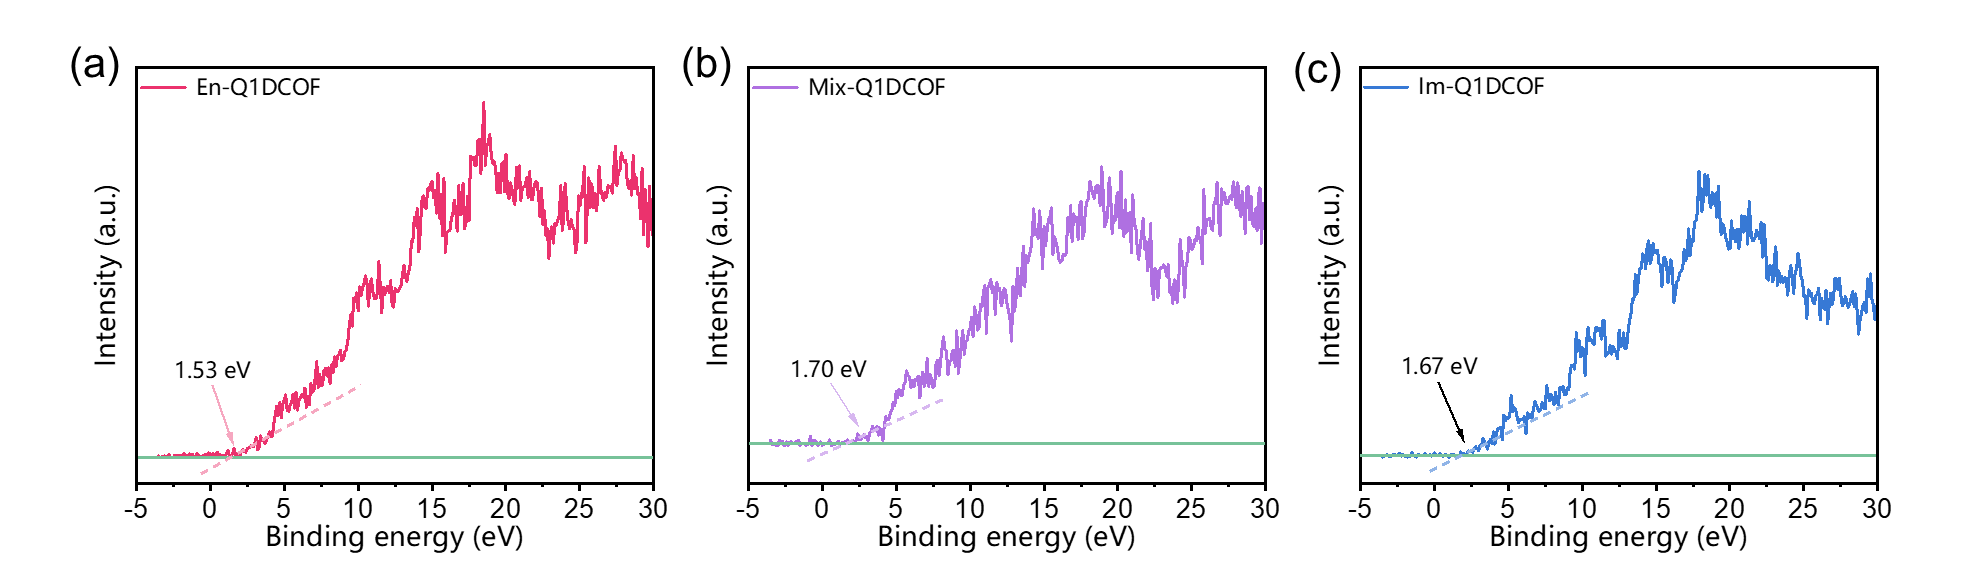 (a)
En-Q1DCOF
Intensity (a.u.)
1.53 eV
-5 0 5 10 15 20 25 30
Binding energy (eV)
(b)
Mix-Q1DCOF
Intensity (a.u.)
1.70 eV
-5 0 5 10 15 20 25 30
Binding energy (eV)
(c)
Im-Q1DCOF
Intensity (a.u.)
1.67 eV
-5 0 5 10 15 20 25 30
Binding energy (eV)